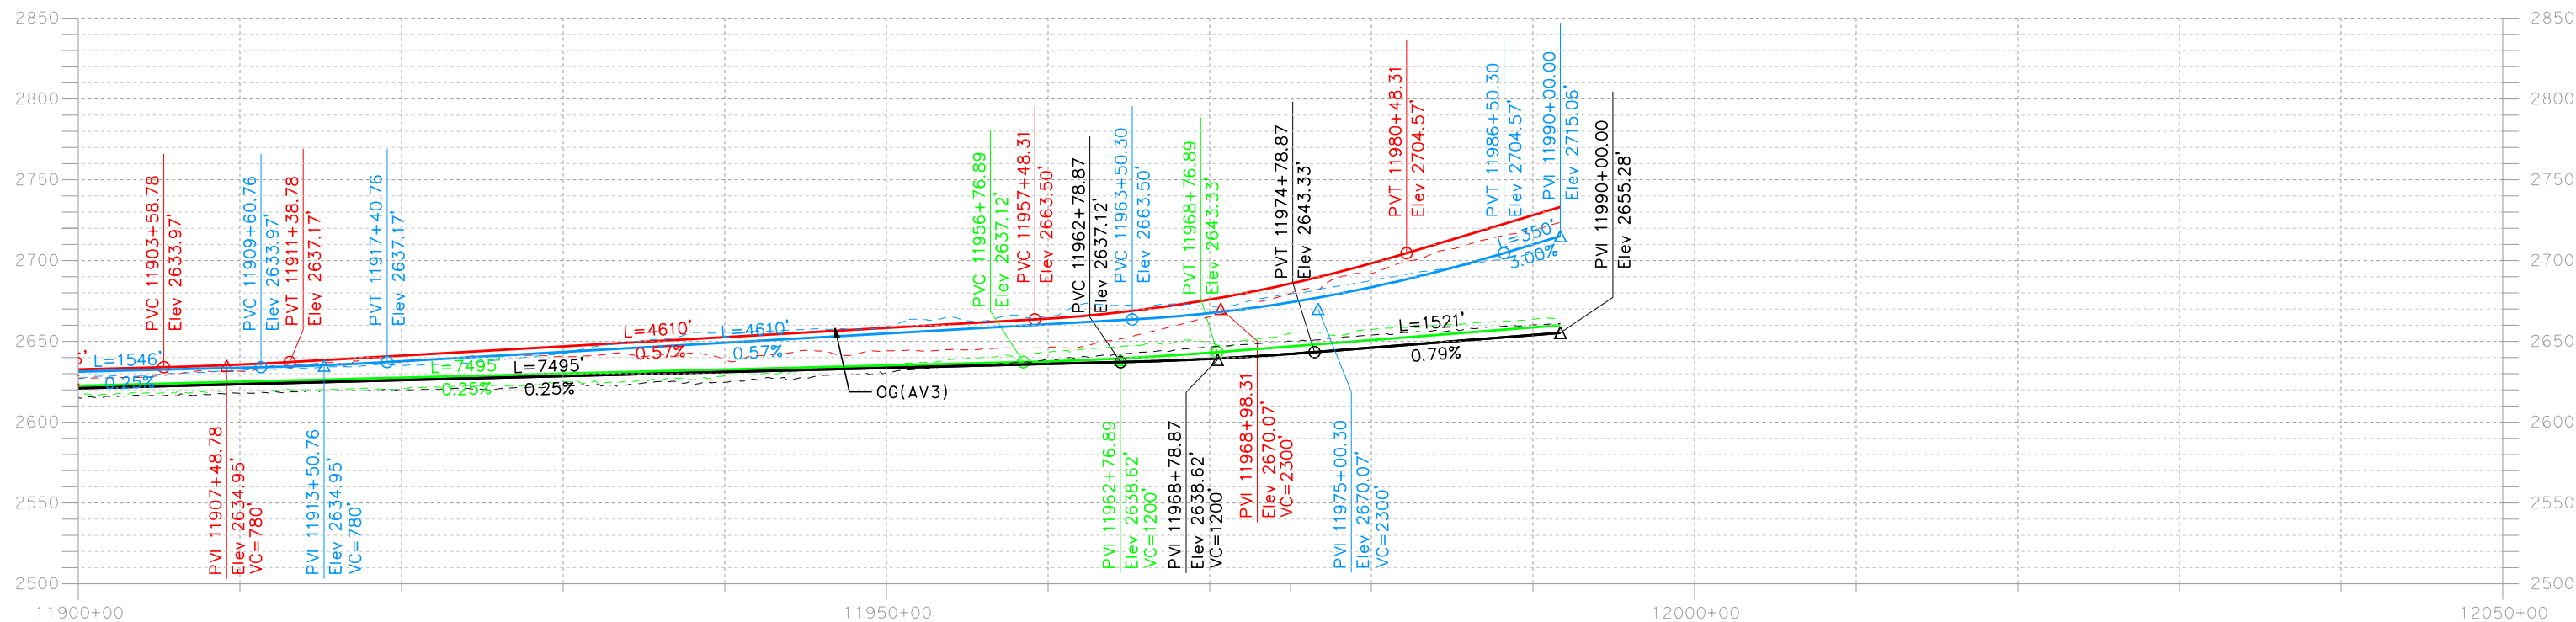 2850
2850
2800
2800
2750
2750
2700
2700
2650
2650
2600
2600
2550
2550
2500
2500
11900+00
11950+00
12000+00
12050+00
PVC 11903+58.78
Elev 2633.97'
PVC 11909+60.76
Elev 2633.97'
PVT 11911+38.78
Elev 2637.17'
PVT 11917+40.76
Elev 2637.17'
PVC 11956+76.89
Elev 2637.12'
PVC 11957+48.31
Elev 2663.50'
PVC 11962+78.87
Elev 2637.12'
PVC 11963+50.30
Elev 2663.50'
PVT 11968+76.89
Elev 2643.33'
PVT 11974+78.87
Elev 2643.33'
PVT 11980+48.31
Elev 2704.57'
PVT 11986+50.30
Elev 2704.57'
PVI 11990+00.00
Elev 2715.06'
PVI 11990+00.00
Elev 2655.28'
L=1546'
0.25%
L=7495'
0.25%
L=7495'
0.25%
L=4610'
0.57%
L=4610'
0.57%
OG(AV3)
L=1521'
0.79%
L=350'
3.00%
PVI 11907+48.78
Elev 2634.95'
VC=780'
PVI 11913+50.76
Elev 2634.95'
VC=780'
PVI 11962+76.89
Elev 2638.62'
VC=1200'
PVI 11968+78.87
Elev 2638.62'
VC=1200'
PVI 11968+98.31
Elev 2670.07'
VC=2300'
PVI 11975+00.30
Elev 2670.07'
VC=2300'